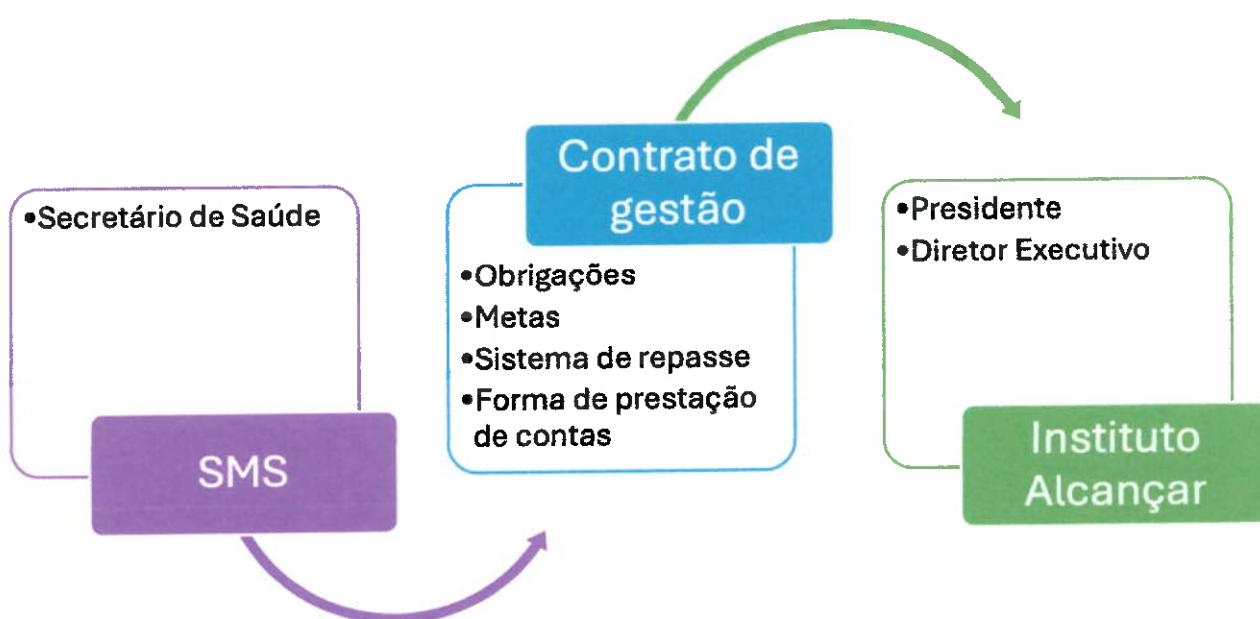 •Secretário de Saúde
SMS
Contrato de
gestão
•Obrigações
•Metas
•Sistema de repasse
•Forma de prestação
de contas
•Presidente
•Diretor Executivo
Instituto
Alcançar